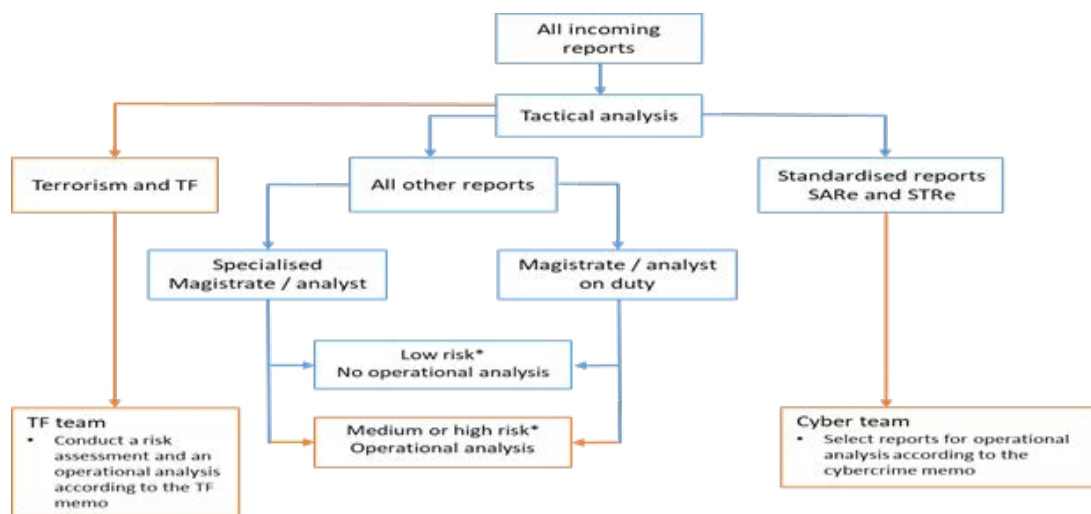 All incoming
reports
Tactical analysis
Terrorism and TF
All other reports
Standardised reports
SARe and STRe
Specialised
Magistrate / analyst
Magistrate / analyst
on duty
Low risk*
No operational analysis
Medium or high risk*
Operational analysis
TF team
• Conduct a risk
assessment and an
operational analysis
according to the TF
memo
Cyber team
• Select reports for operational
analysis according to the
cybercrime memo